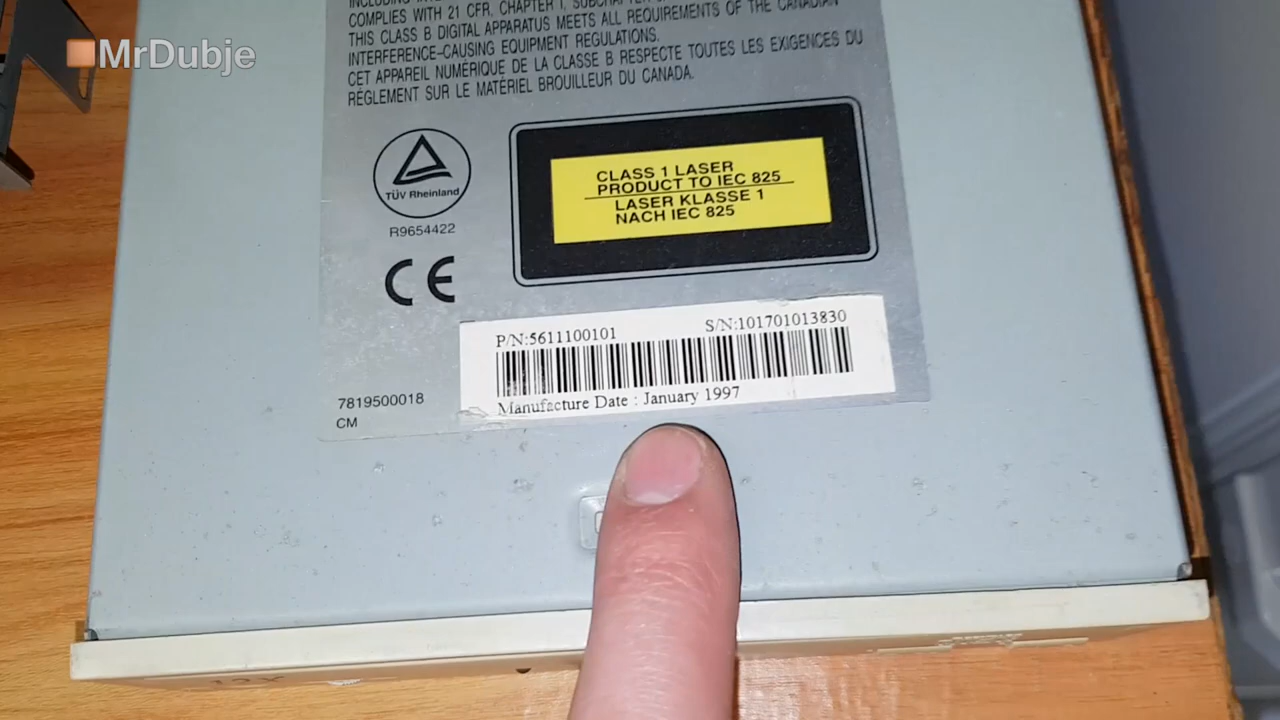 MrDubje
COMPLIES WITH 21 CFR, CHAPTER 1, SUBCHAPTER
THIS CLASS B DIGITAL APPARATUS MEETS ALL REQUIREMENTS OF THE CANADIAN
INTERFERENCE-CAUSING EQUIPMENT REGULATIONS.
CET APPAREIL NUMÉRIQUE DE LA CLASSE B RESPECTE TOUTES LES EXIGENCES DU
RÉGLEMENT SUR LE MATÉRIEL BROUILLEUR DU CANADA.
TÜV Rheinland
R9654422
CE
CLASS 1 LASER
PRODUCT TO IEC 825
LASER KLASSE 1
NACH IEC 825
P/N:5611100101 S/N:101701013830
Manufacture Date : January 1997
7819500018
CM